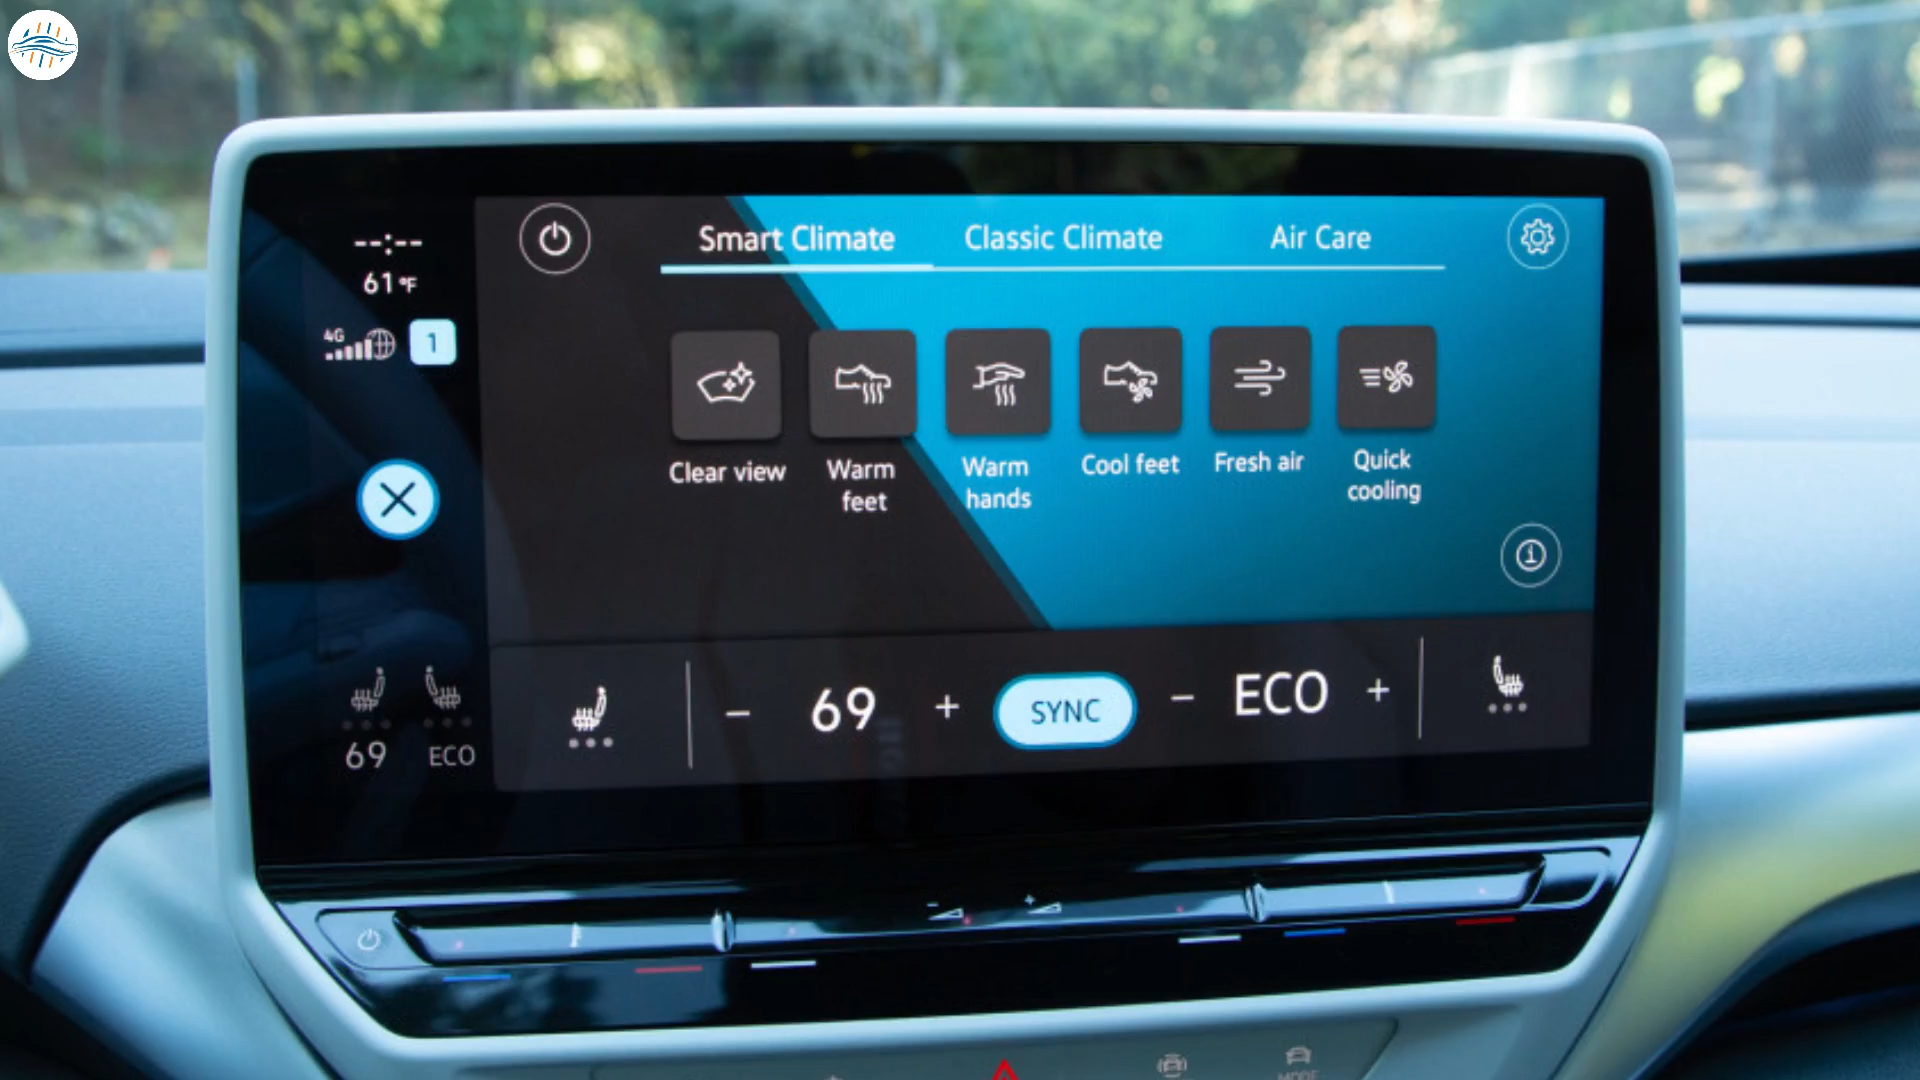 --:--
61°F
4G
1
Smart Climate
Classic Climate
Air Care
Clear view
Warm
feet
Warm
hands
Cool feet
Fresh air
Quick
cooling
69
SYNC
ECO
69
ECO
MODE